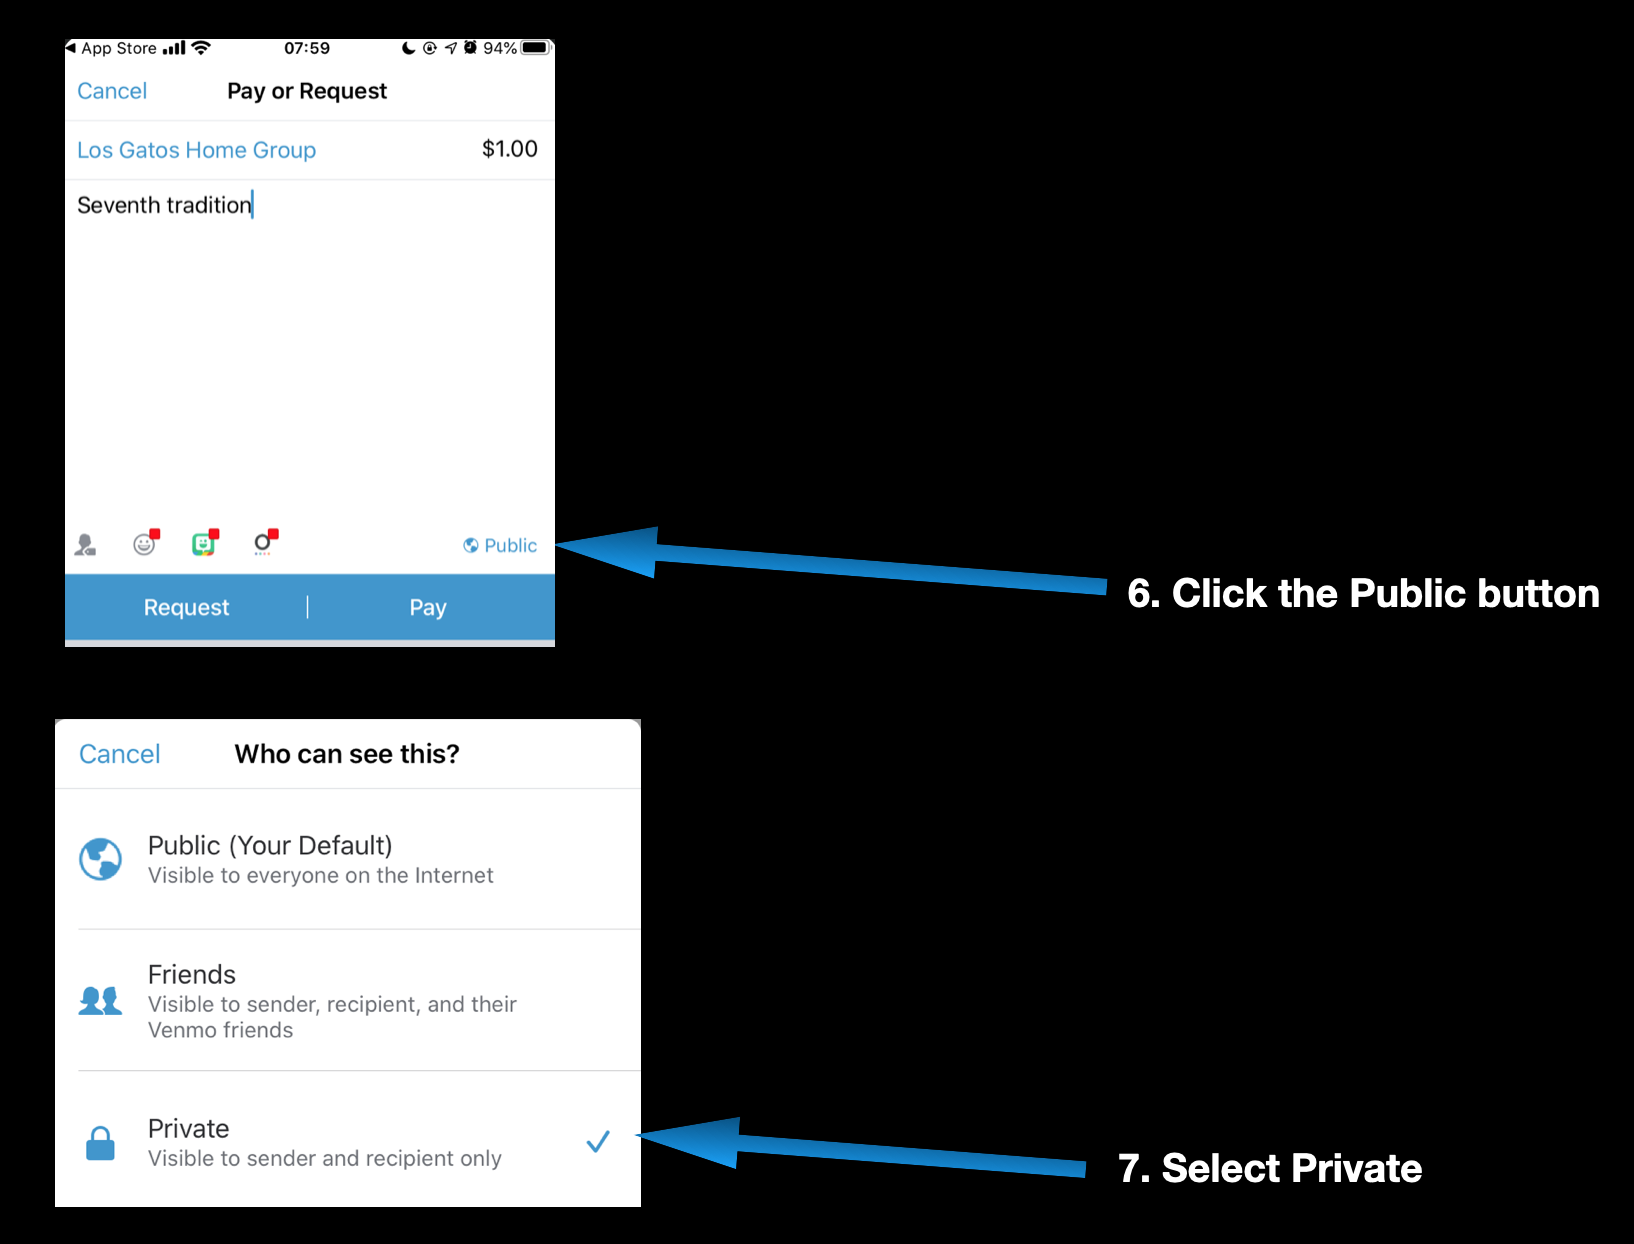 App Store 07:59 94%
Cancel Pay or Request
Los Gatos Home Group $1.00
Seventh tradition
Public
Request Pay
6. Click the Public button
Cancel Who can see this?
Public (Your Default)
Visible to everyone on the Internet
Friends
Visible to sender, recipient, and their
Venmo friends
Private
Visible to sender and recipient only
7. Select Private